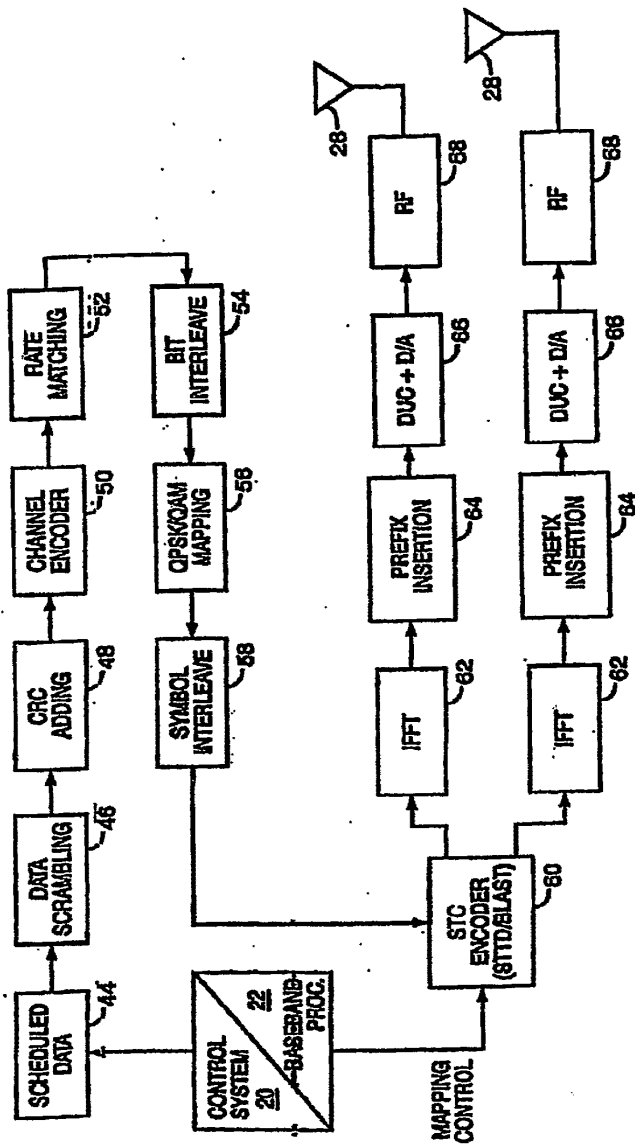 SCHEDULED
DATA
44
DATA
SCRAMBLING
46
CRC
ADDING
48
CHANNEL
ENCODER
50
RATE
MATCHING
52
BIT
INTERLEAVE
54
QPSK/QAM
MAPPING
56
SYMBOL
INTERLEAVE
58
CONTROL
SYSTEM
20
22
BASEBAND
PROC.
MAPPING
CONTROL
STC
ENCODER
(STTD/BLAST)
60
IFFT
62
PREFIX
INSERTION
64
DUC + D/A
66
RF
68
28
IFFT
62
PREFIX
INSERTION
64
DUC + D/A
66
RF
68
28